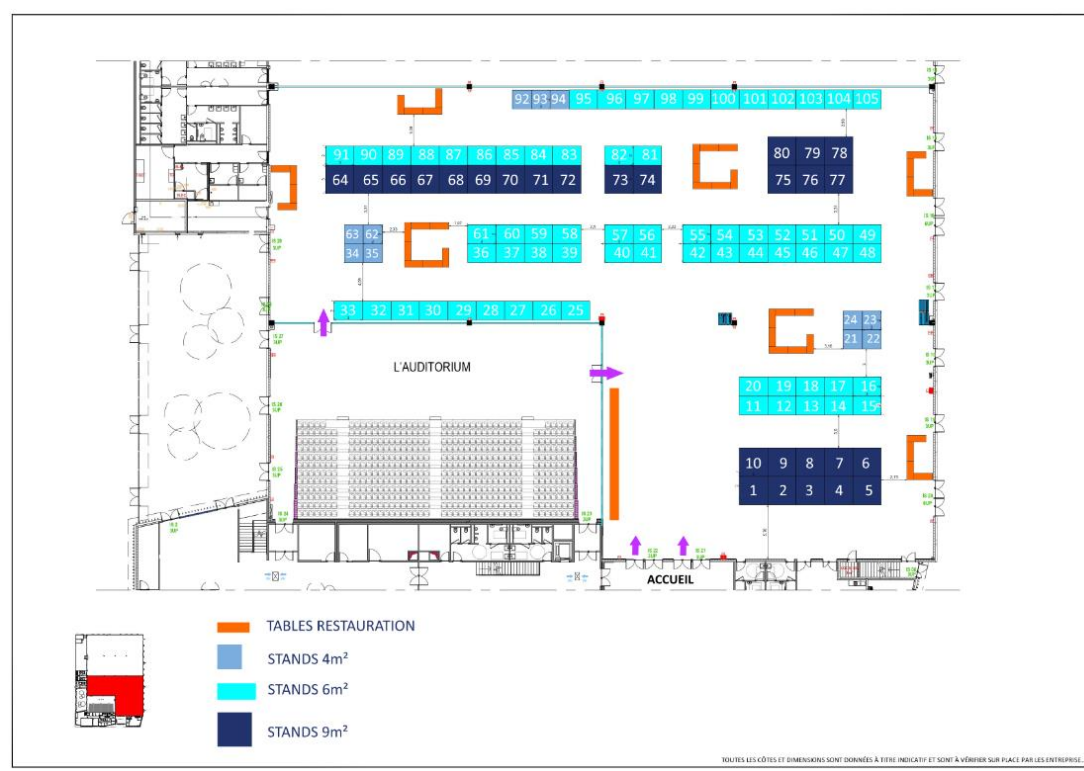 92 93 94 95 96 97 98 99 100 101 102 103 104 105
91 90 89 88 87 86 85 84 83 82 81
80 79 78
64 65 66 67 68 69 70 71 72 73 74 75 76 77
63 62 61 60 59 58 57 56 55 54 53 52 51 50 49
34 35 36 37 38 39 40 41 42 43 44 45 46 47 48
33 32 31 30 29 28 27 26 25
24 23
21 22
L'AUDITORIUM
20 19 18 17 16
11 12 13 14 15
10 9 8 7 6
1 2 3 4 5
ACCUEIL
TABLES RESTAURATION
STANDS 4m²
STANDS 6m²
STANDS 9m²
TOUTES LES CÔTES ET DIMENSIONS SONT DONNÉES À TITRE INDICATIF ET SONT À VÉRIFIER SUR PLACE PAR LES ENTREPRISE.